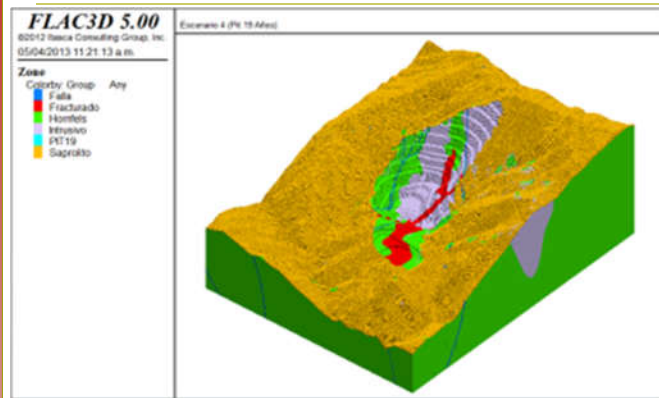 FLAC3D 5.00
©2012 Itasca Consulting Group, Inc.
05/04/2013 11:21:13 a.m.
Zone
Colorby: Group Any
Falla
Fracturado
Hornfels
Intrusivo
PIT19
Saprolito
Escenario 4 (Pit 19 Años)